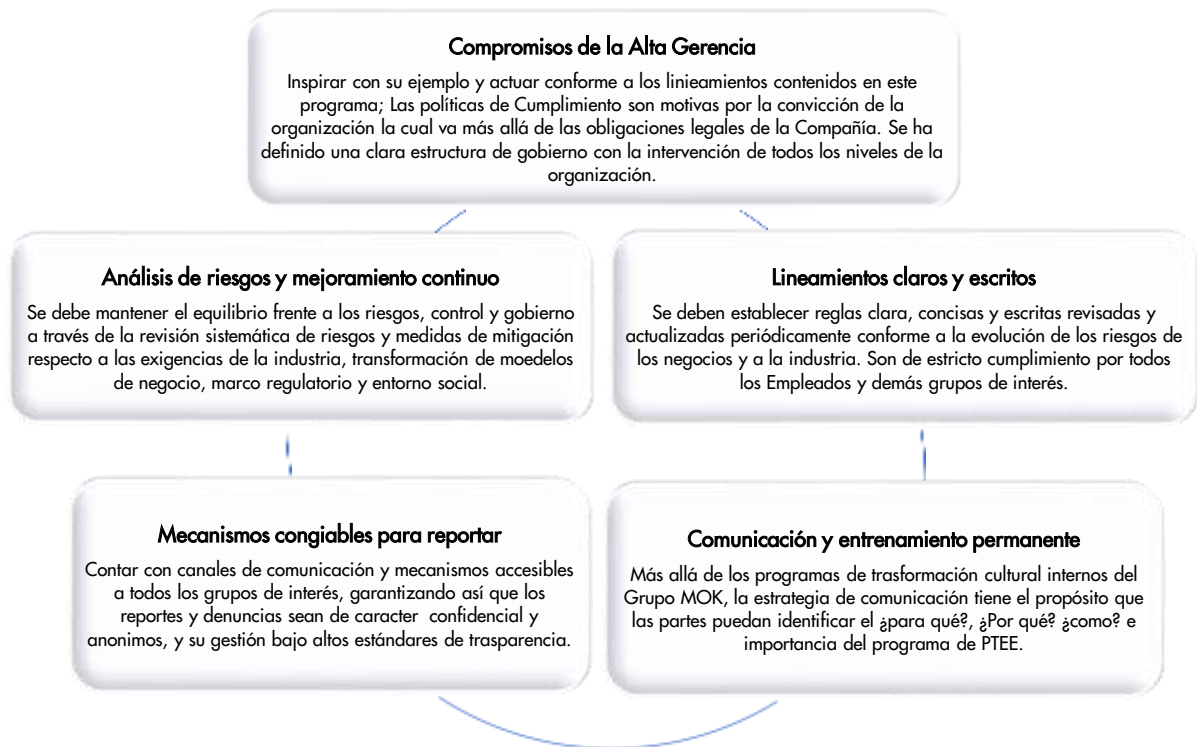 Compromisos de la Alta Gerencia
Inspirar con su ejemplo y actuar conforme a los linieamientos contenidos en este
programa; Las políticas de Cumplimiento son motivas por la convicción de la
organización la cual va más allá de las obligaciones legales de la Compañía. Se ha
definido una clara estructura de gobierno con la intervención de todos los niveles de la
organización.
Análisis de riesgos y mejoramiento continuo
Se debe mantener el equilibrio frente a los riesgos, control y gobierno
a través de la revisión sistemática de riesgos y medidas de mitigación
respecto a las exigencias de la industria, transformación de moedelos
de negocio, marco regulatorio y entorno social.
Lineamientos claros y escritos
Se deben establecer reglas clara, concisas y escritas revisadas y
actualizadas periódicamente conforme a la evolución de los riesgos de
los negocios y a la industria. Son de estricto cumplimiento por todos
los Empleados y demás grupos de interés.
Mecanismos congiables para reportar
Contar con canales de comunicación y mecanismos accesibles
a todos los grupos de interés, garantizando así que los
reportes y denuncias sean de caracter confidencial y
anonimos, y su gestión bajo altos estándares de trasparencia.
Comunicación y entrenamiento permanente
Más allá de los programas de trasformación cultural internos del
Grupo MOK, la estrategia de comunicación tiene el propósito que
las partes puedan identificar el ¿para qué?, ¿Por qué? ¿como? e
importancia del programa de PTEE.